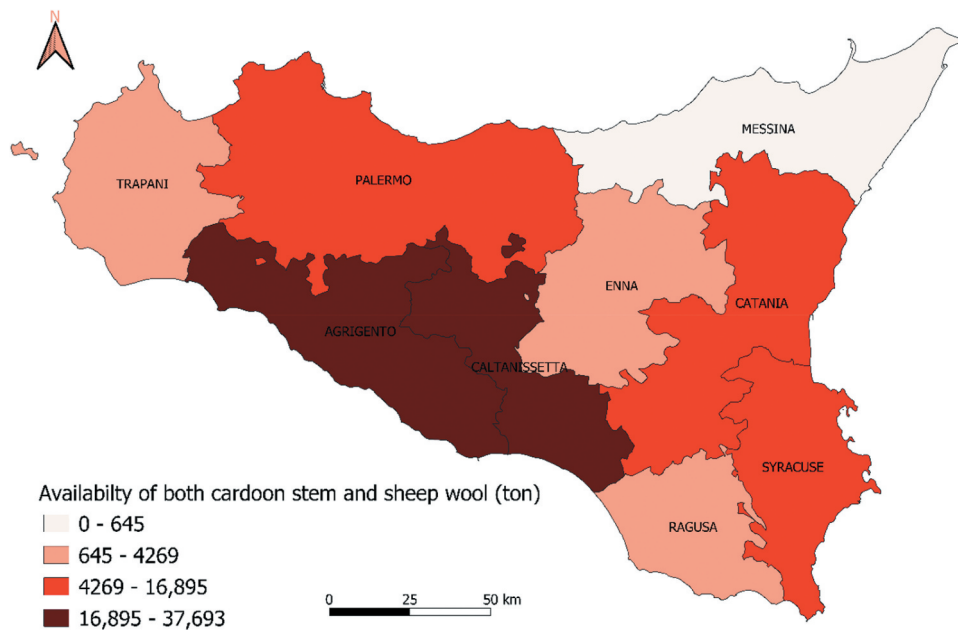 N
MESSINA
TRAPANI
PALERMO
ENNA
CATANIA
AGRIGENTO
CALTANISSETTA
SYRACUSE
RAGUSA
Availabilty of both cardoon stem and sheep wool (ton)
0 - 645
645 - 4269
4269 - 16,895
16,895 - 37,693
0 25 50 km